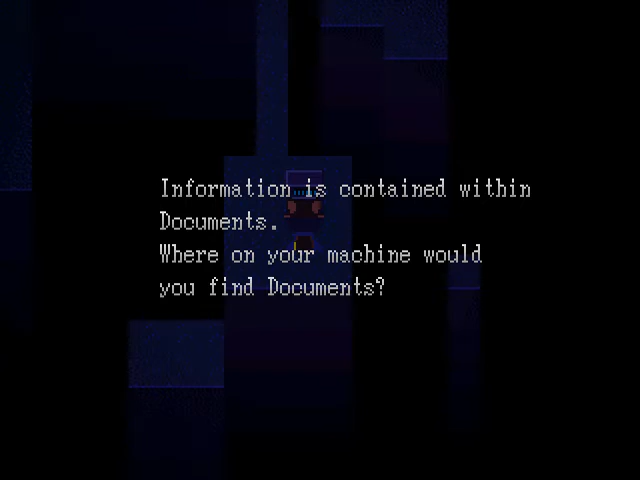 Information is contained within
Documents.
Where on your machine would
you find Documents?